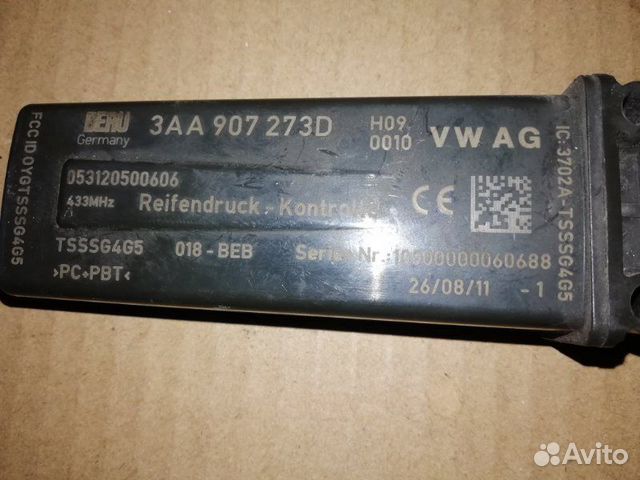 BERU
Germany
3AA 907 273D
H09
0010
VW AG
053120500606
433MHz
Reifendruck-Kontrolle
CE
TSSSG4G5
018-BEB
Serien Nr.: 10500000060688
>PC+PBT<
26/08/11
-1
FCC ID OYGTSSSG4G5
IC:3702A-TSSSG4G5
Avito